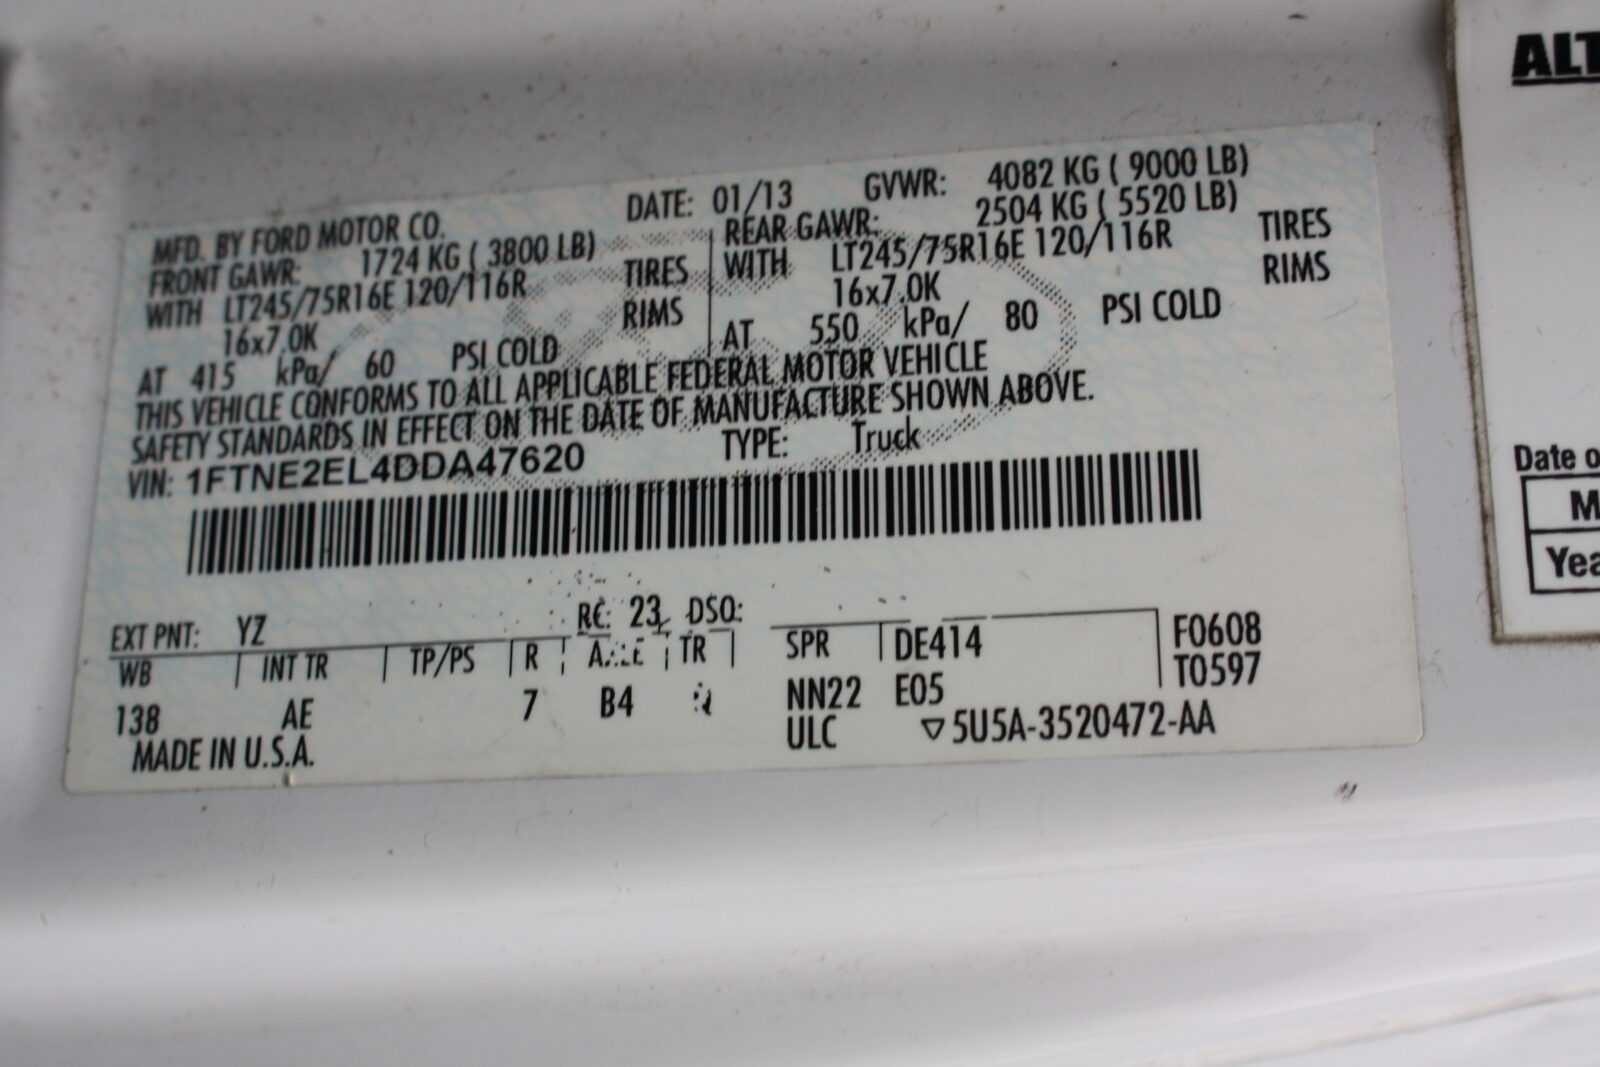 MFD. BY FORD MOTOR CO.
DATE: 01/13 GVWR: 4082 KG ( 9000 LB)
FRONT GAWR: 1724 KG ( 3800 LB)
WITH LT245/75R16E 120/116R TIRES
16x7.0K RIMS
AT 415 kPa/ 60 PSI COLD
REAR GAWR: 2504 KG ( 5520 LB)
WITH LT245/75R16E 120/116R TIRES
16x7.0K RIMS
AT 550 kPa/ 80 PSI COLD
THIS VEHICLE CONFORMS TO ALL APPLICABLE FEDERAL MOTOR VEHICLE
SAFETY STANDARDS IN EFFECT ON THE DATE OF MANUFACTURE SHOWN ABOVE.
VIN: 1FTNE2EL4DDA47620 TYPE: Truck
EXT PNT: YZ RC: 23 DSO:
WB INT TR TP/PS R AXLE TR SPR DE414 F0608
T0597
138 AE 7 B4 NN22 E05
MADE IN U.S.A. ULC ▽5U5A-3520472-AA
ALT
Date o
M
Yea